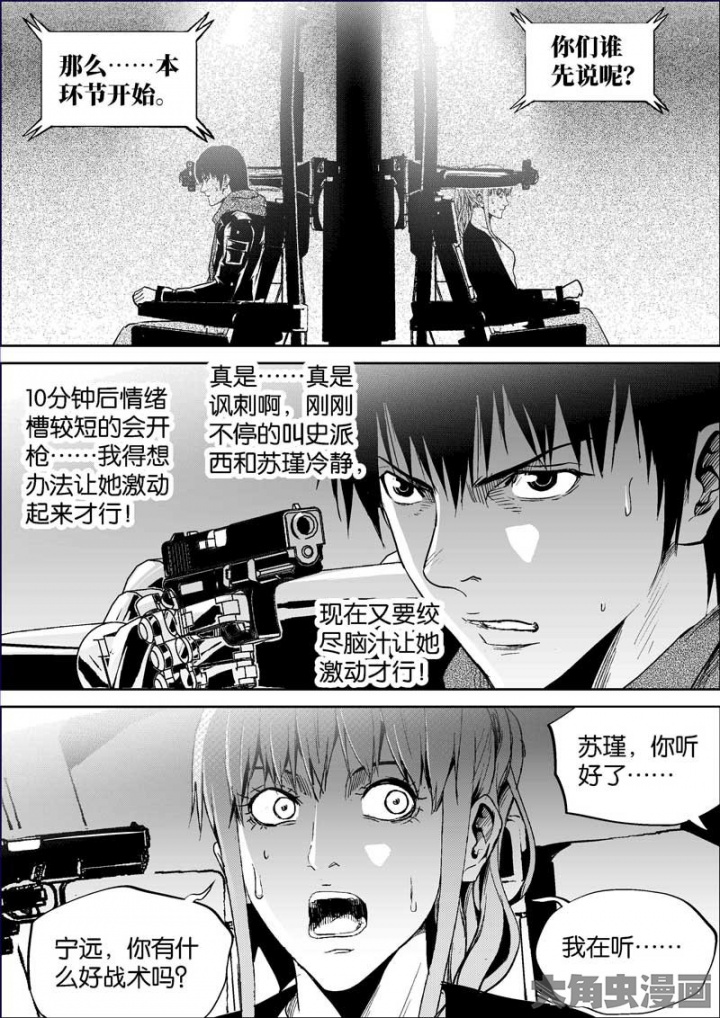 那么……本
环节开始。
你们谁
先说呢？
10分钟后情绪
槽较短的会开
枪……我得想
办法让她激动
起来才行！
真是……真是
讽刺啊，刚刚
不停的叫史派
西和苏瑾冷静，
现在又要绞
尽脑汁让她
激动才行！
苏瑾，你听
好了……
宁远，你有什
么好战术吗？
我在听……
大角虫漫画